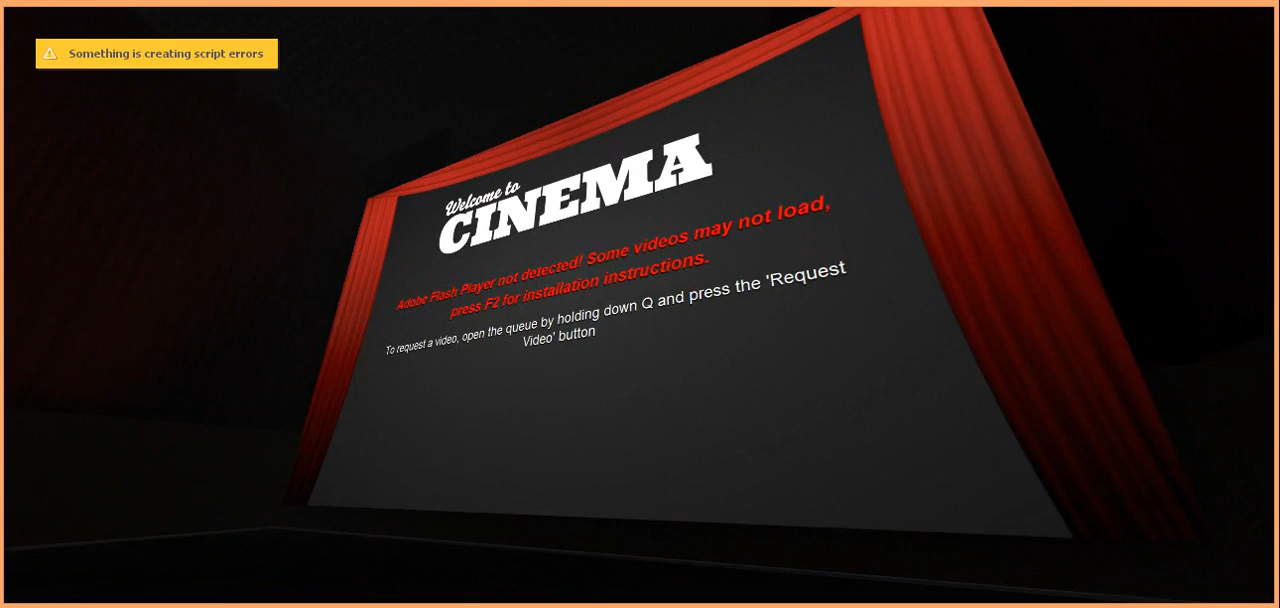 Something is creating script errors
Welcome to
CINEMA
Adobe Flash Player not detected! Some videos may not load,
press F2 for installation instructions.
To request a video, open the queue by holding down Q and press the 'Request
Video' button